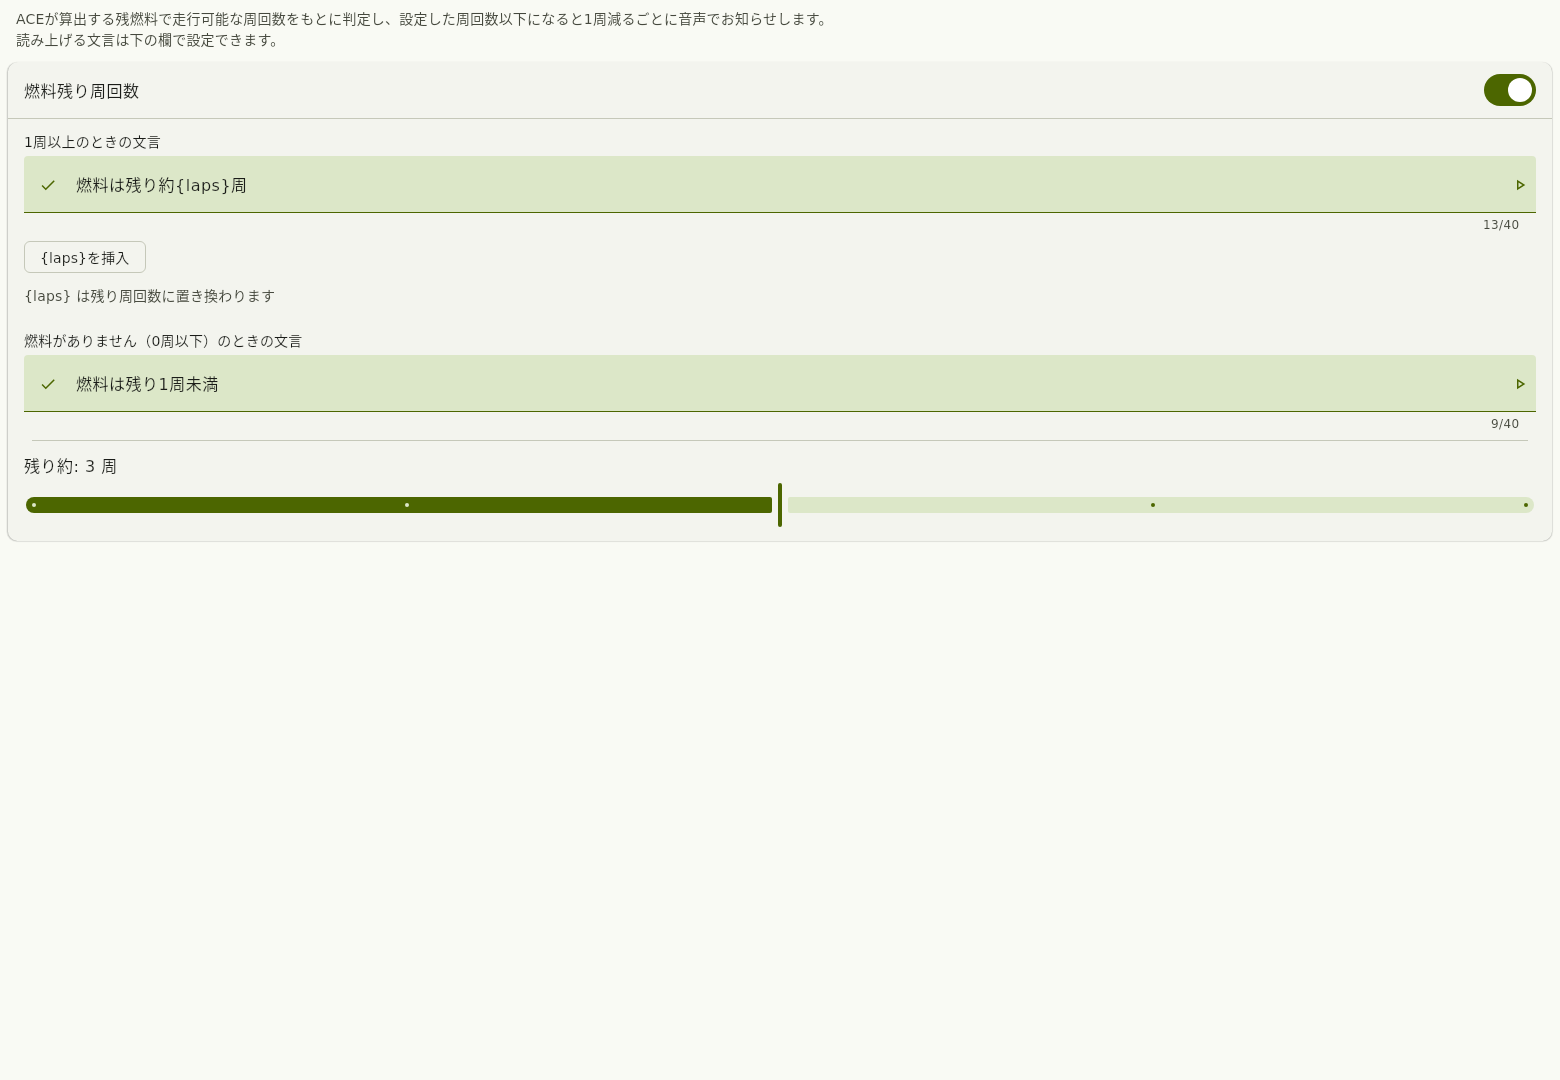 ACEが算出する残燃料で走行可能な周回数をもとに判定し、設定した周回数以下になると1周減るごとに音声でお知らせします。
読み上げる文言は下の欄で設定できます。
燃料残り周回数
1周以上のときの文言
燃料は残り約{laps}周
13/40
{laps}を挿入
{laps} は残り周回数に置き換わります
燃料がありません（0周以下）のときの文言
燃料は残り1周未満
9/40
残り約: 3 周